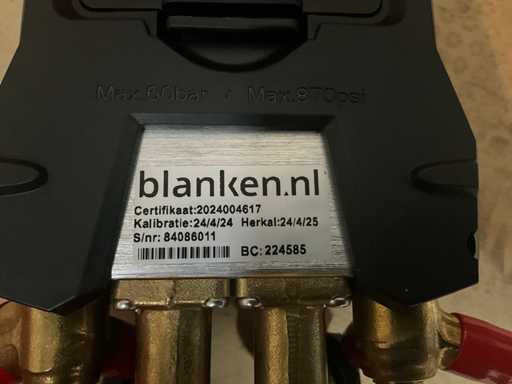 Max.60bar / Max.870psi
blanken.nl
Certifikaat:2024004617
Kalibratie:24/4/24 Herkal:24/4/25
S/nr: 84086011
BC: 224585